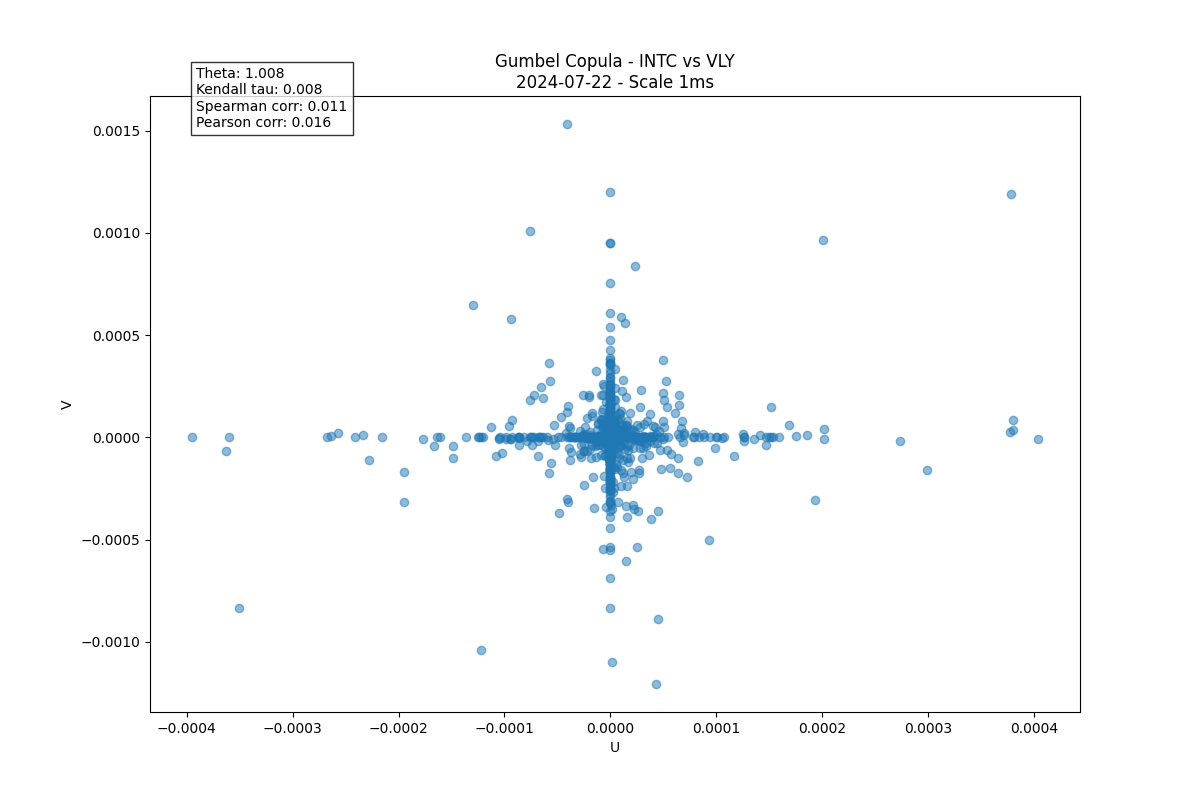 Gumbel Copula - INTC vs VLY
2024-07-22 - Scale 1ms
Theta: 1.008
Kendall tau: 0.008
Spearman corr: 0.011
Pearson corr: 0.016
0.0015
0.0010
0.0005
0.0000
−0.0005
−0.0010
V
−0.0004 −0.0003 −0.0002 −0.0001 0.0000 0.0001 0.0002 0.0003 0.0004
U